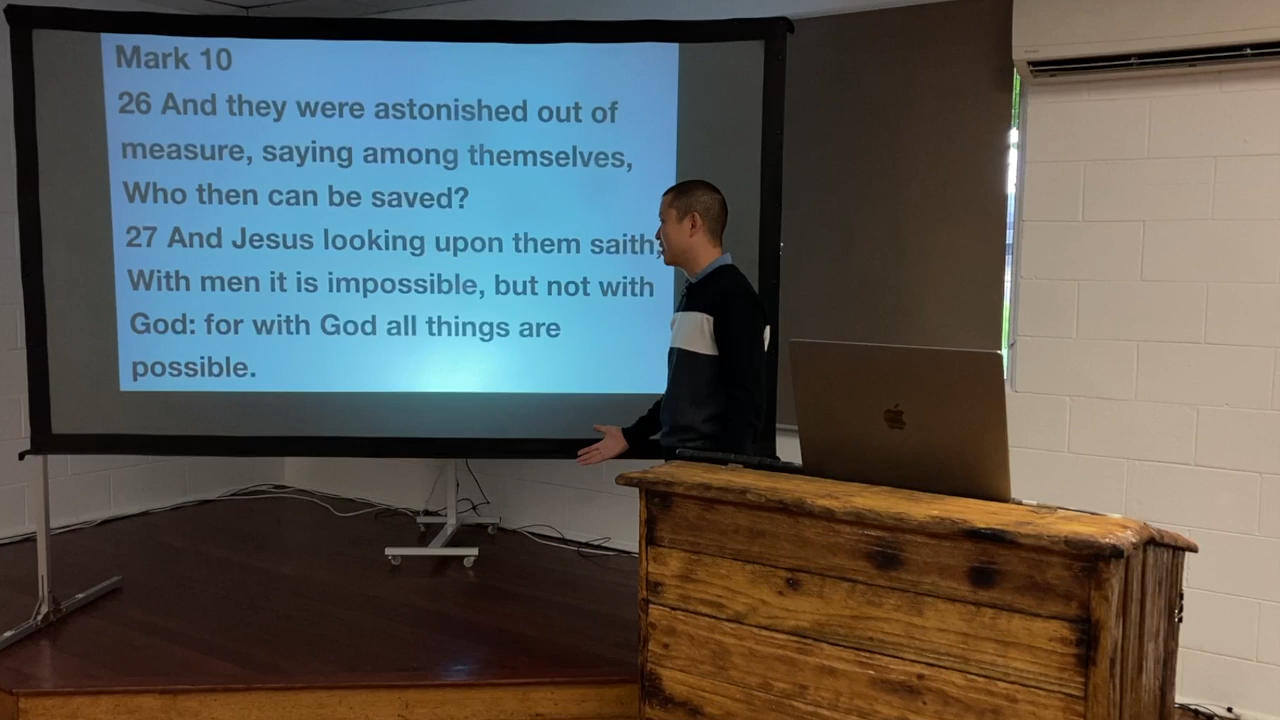 Mark 10
26 And they were astonished out of
measure, saying among themselves,
Who then can be saved?
27 And Jesus looking upon them saith,
With men it is impossible, but not with
God: for with God all things are
possible.